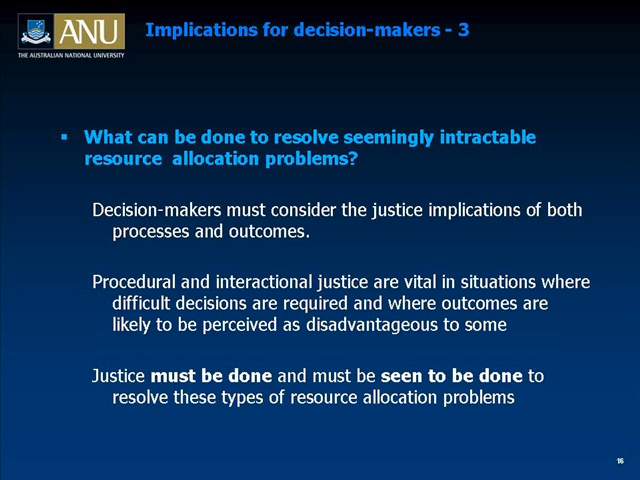 ANU
THE AUSTRALIAN NATIONAL UNIVERSITY
Implications for decision-makers - 3
▪ What can be done to resolve seemingly intractable
resource allocation problems?
Decision-makers must consider the justice implications of both
processes and outcomes.
Procedural and interactional justice are vital in situations where
difficult decisions are required and where outcomes are
likely to be perceived as disadvantageous to some
Justice must be done and must be seen to be done to
resolve these types of resource allocation problems
16